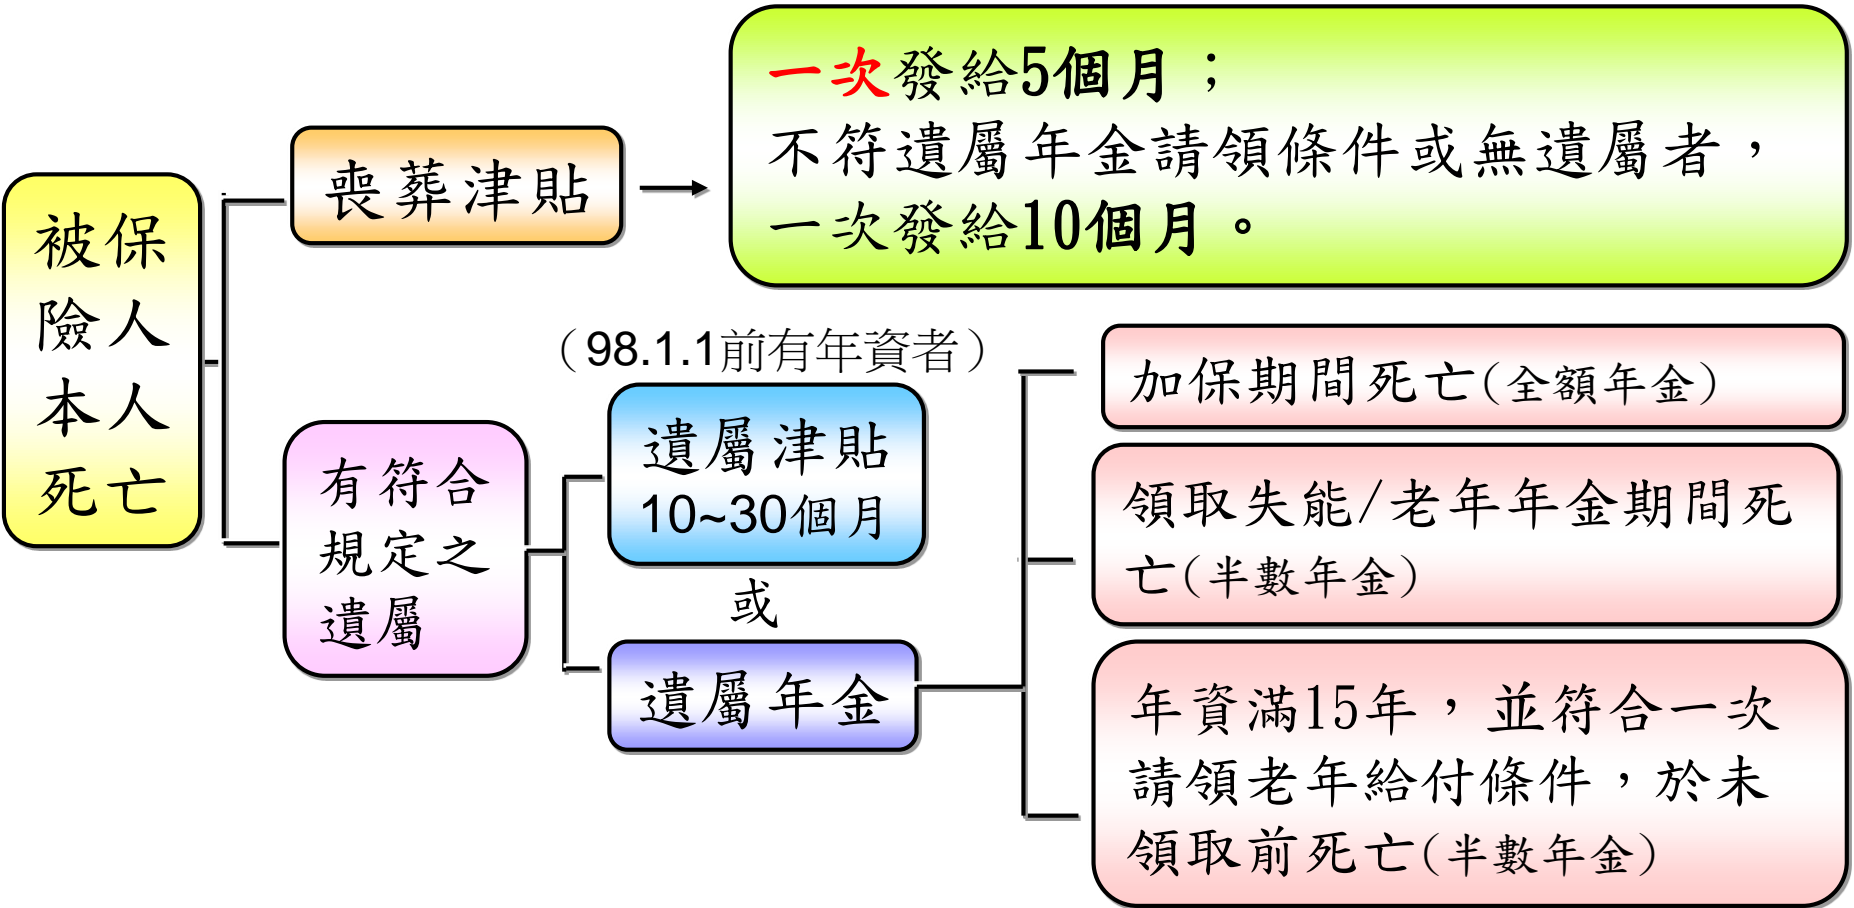 被保
險人
本人
死亡
喪葬津貼
一次發給5個月；
不符遺屬年金請領條件或無遺屬者，
一次發給10個月。
有符合
規定之
遺屬
（98.1.1前有年資者）
遺屬津貼
10~30個月
或
遺屬年金
加保期間死亡(全額年金)
領取失能/老年年金期間死
亡(半數年金)
年資滿15年，並符合一次
請領老年給付條件，於未
領取前死亡(半數年金)